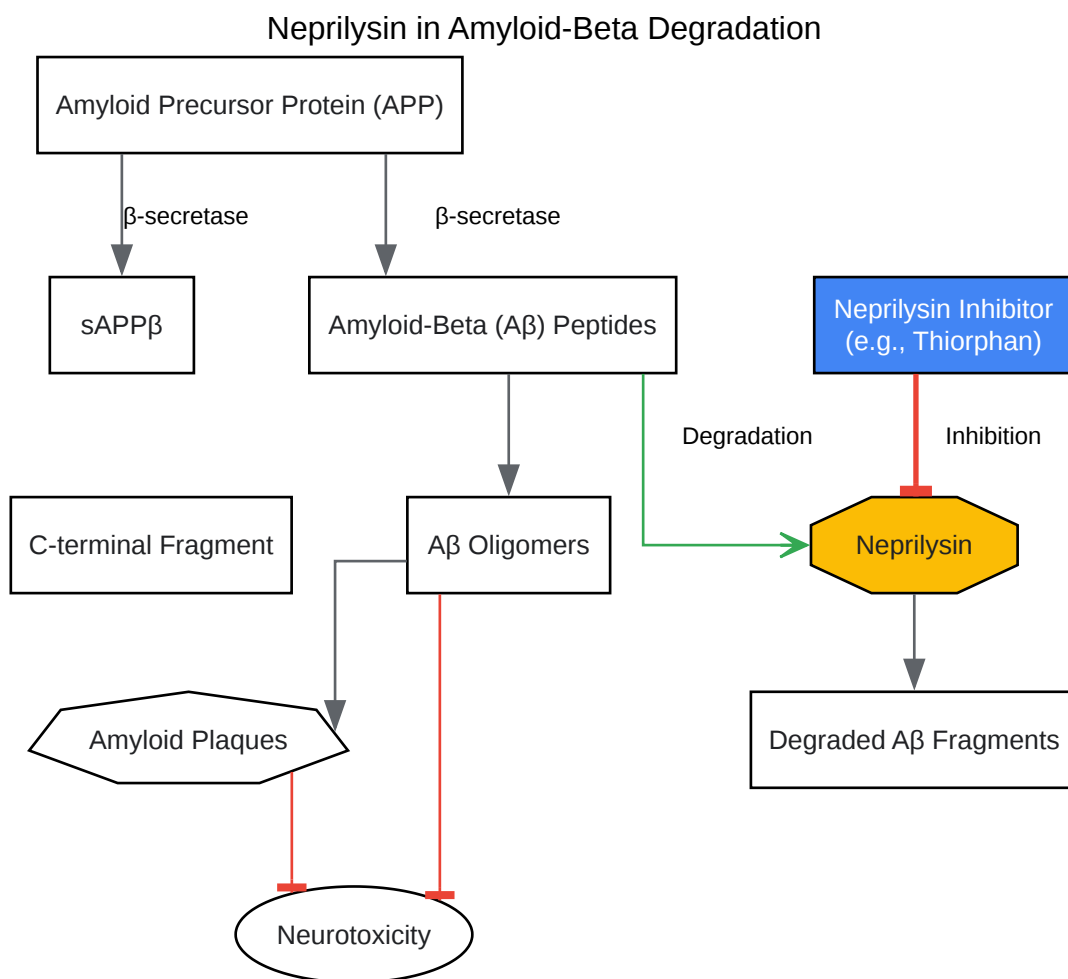 Neprilysin in Amyloid-Beta Degradation
Amyloid Precursor Protein (APP)
β-secretase
β-secretase
sAPPβ
Amyloid-Beta (Aβ) Peptides
Neprilysin Inhibitor
(e.g., Thiorphan)
Degradation
Inhibition
C-terminal Fragment
Aβ Oligomers
Neprilysin
Amyloid Plaques
Degraded Aβ Fragments
Neurotoxicity